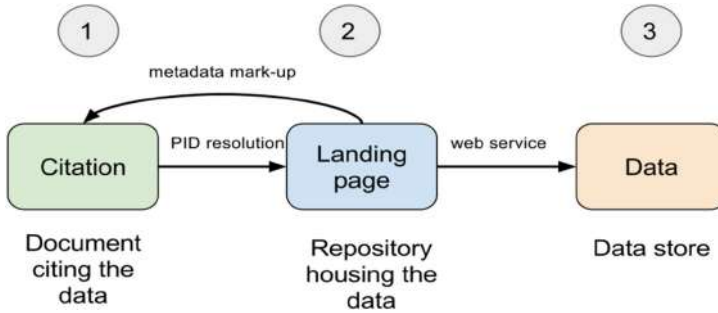 1
2
3
metadata mark-up
Citation
PID resolution
Landing
page
web service
Data
Document
citing the
data
Repository
housing the
data
Data store